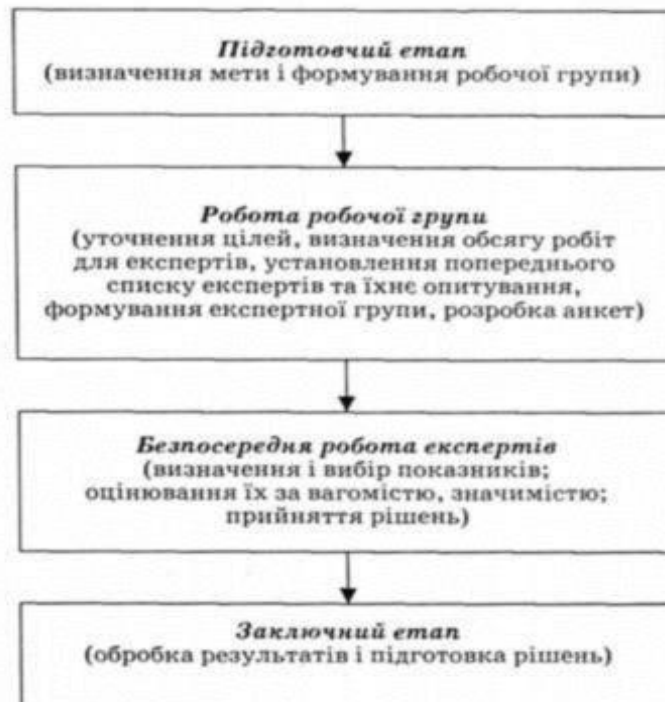 Підготовчий етап
(визначення мети і формування робочої групи)
Робота робочої групи
(уточнення цілей, визначення обсягу робіт
для експертів, установлення попереднього
списку експертів та їхнє опитування,
формування експертної групи, розробка анкет)
Безпосередня робота експертів
(визначення і вибір показників;
оцінювання їх за вагомістю, значимістю;
прийняття рішень)
Заключний етап
(обробка результатів і підготовка рішень)